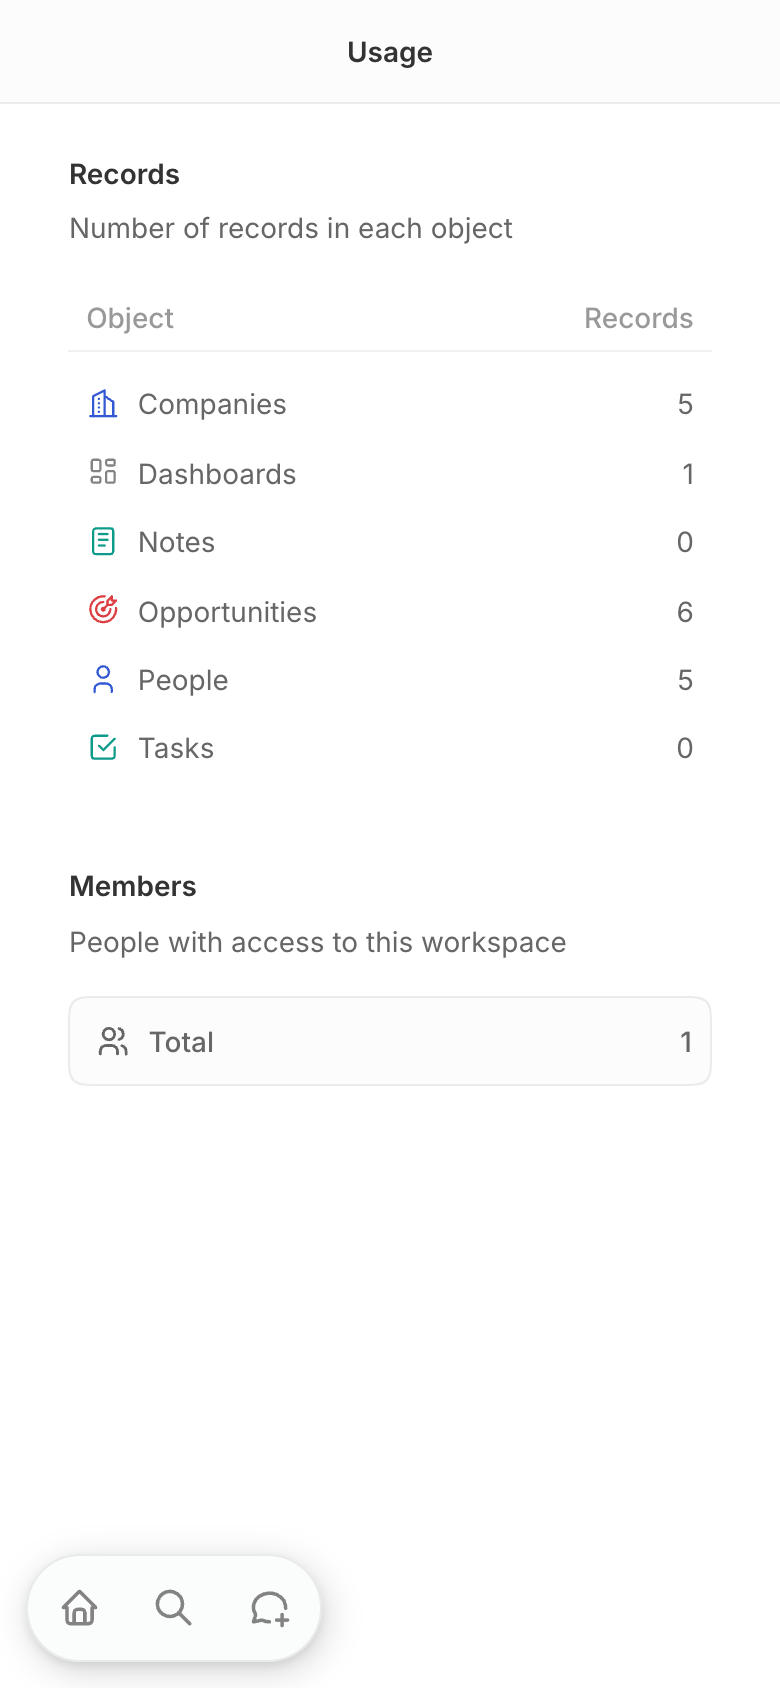 Usage
Records
Number of records in each object
Object Records
Companies 5
Dashboards 1
Notes 0
Opportunities 6
People 5
Tasks 0
Members
People with access to this workspace
Total 1